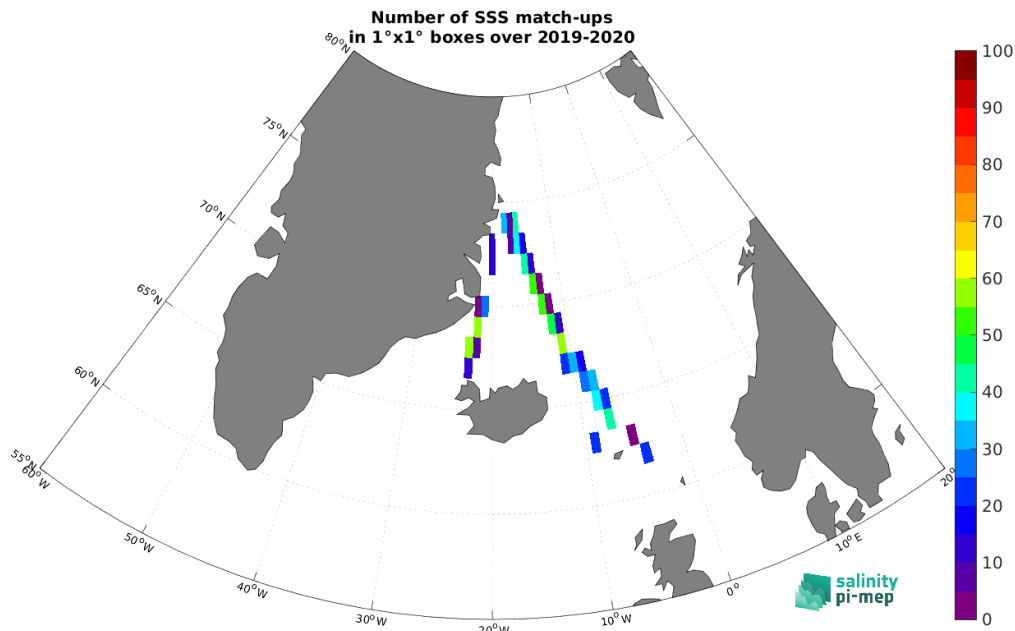 Number of SSS match-ups
in 1°x1° boxes over 2019-2020
80°N
75°N
70°N
65°N
60°N
55°N
60°W
50°W
40°W
30°W
20°W
10°W
0°
10°E
20°
100
90
80
70
60
50
40
30
20
10
0
salinity
pi-mep